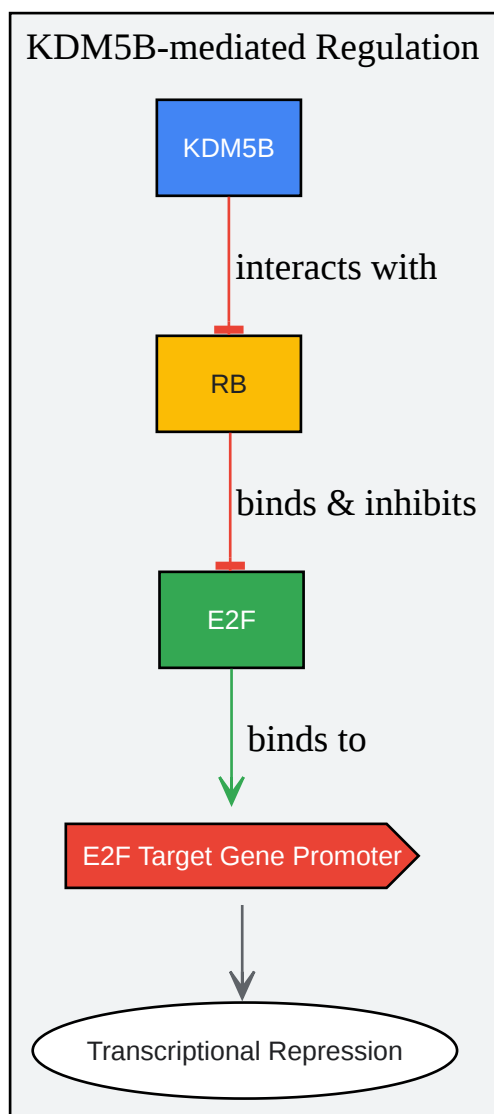 KDM5B-mediated Regulation
KDM5B
interacts with
RB
binds & inhibits
E2F
binds to
E2F Target Gene Promoter
Transcriptional Repression